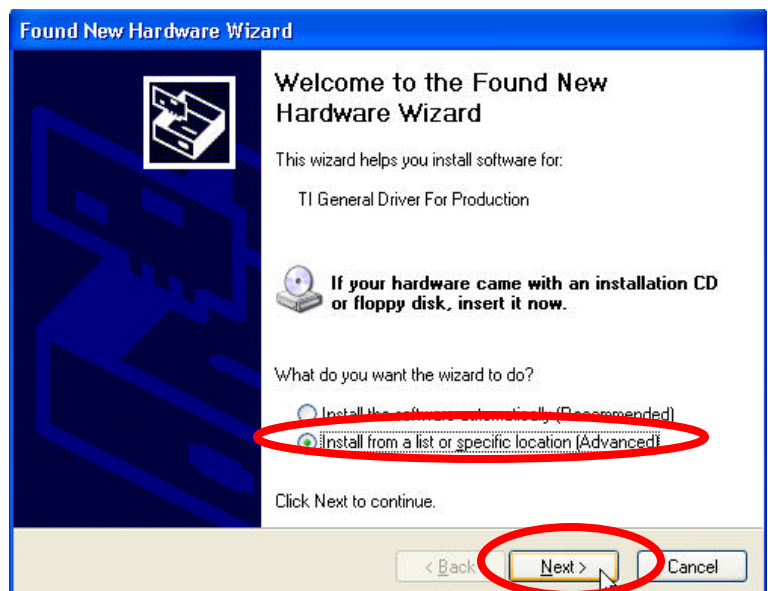 Found New Hardware Wizard
Welcome to the Found New
Hardware Wizard
This wizard helps you install software for:
TI General Driver For Production
If your hardware came with an installation CD
or floppy disk, insert it now.
What do you want the wizard to do?
Install the software automatically (Recommended)
Install from a list or specific location (Advanced)
Click Next to continue.
< Back Next > Cancel